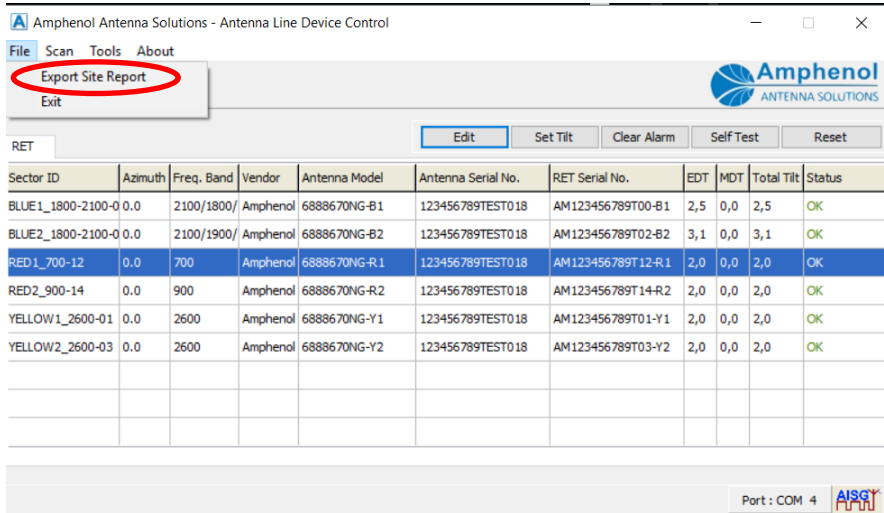 Amphenol Antenna Solutions - Antenna Line Device Control
File Scan Tools About
Export Site Report
Exit
Amphenol
ANTENNA SOLUTIONS
RET
Edit Set Tilt Clear Alarm Self Test Reset
Sector ID Azimuth Freq. Band Vendor Antenna Model Antenna Serial No. RET Serial No. EDT MDT Total Tilt Status
BLUE1_1800-2100-0 0.0 2100/1800/ Amphenol 6888670NG-B1 123456789TEST018 AM123456789T00-B1 2,5 0,0 2,5 OK
BLUE2_1800-2100-0 0.0 2100/1900/ Amphenol 6888670NG-B2 123456789TEST018 AM123456789T02-B2 3,1 0,0 3,1 OK
RED1_700-12 0.0 700 Amphenol 6888670NG-R1 123456789TEST018 AM123456789T12-R1 2,0 0,0 2,0 OK
RED2_900-14 0.0 900 Amphenol 6888670NG-R2 123456789TEST018 AM123456789T14-R2 2,0 0,0 2,0 OK
YELLOW1_2600-01 0.0 2600 Amphenol 6888670NG-Y1 123456789TEST018 AM123456789T01-Y1 2,0 0,0 2,0 OK
YELLOW2_2600-03 0.0 2600 Amphenol 6888670NG-Y2 123456789TEST018 AM123456789T03-Y2 2,0 0,0 2,0 OK
Port : COM 4 AISG